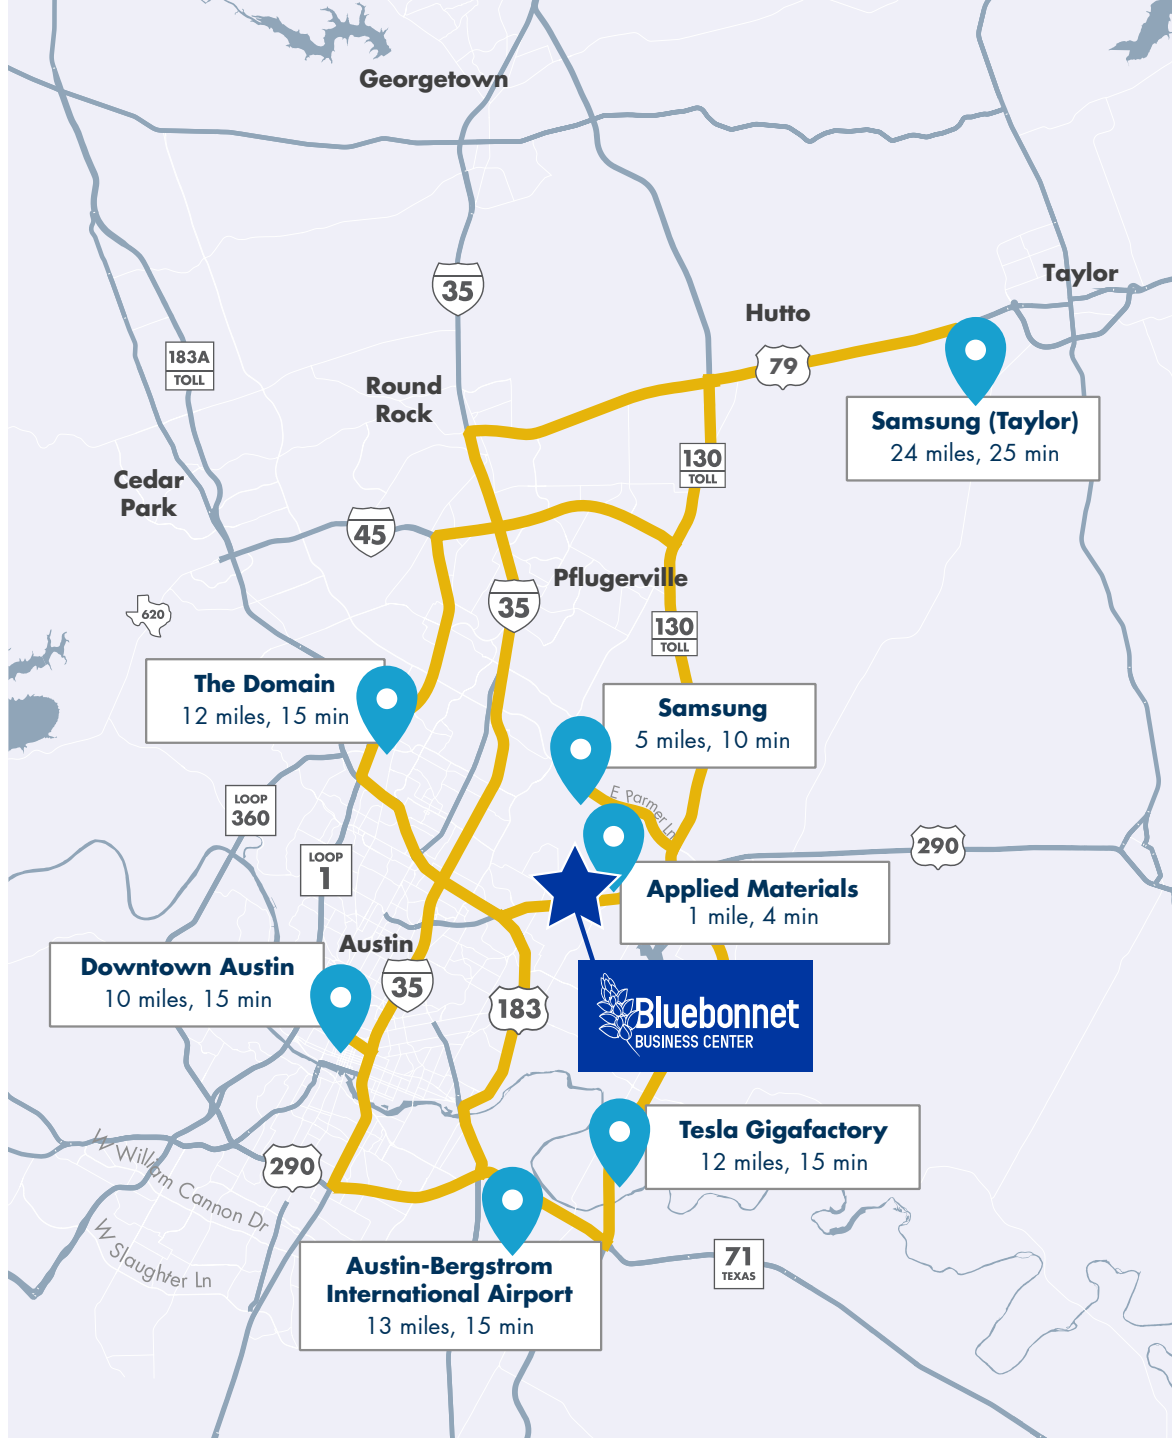 Georgetown
Taylor
35
Hutto
183A
TOLL
79
Round
Rock
Samsung (Taylor)
24 miles, 25 min
130
TOLL
Cedar
Park
45
Pflugerville
35
620
130
TOLL
The Domain
12 miles, 15 min
Samsung
5 miles, 10 min
E Parmer Ln
LOOP
360
290
LOOP
1
Applied Materials
1 mile, 4 min
Austin
Downtown Austin
10 miles, 15 min
35
183
Bluebonnet
BUSINESS CENTER
Tesla Gigafactory
12 miles, 15 min
290
W William Cannon Dr
W Slaughter Ln
71
TEXAS
Austin-Bergstrom
International Airport
13 miles, 15 min